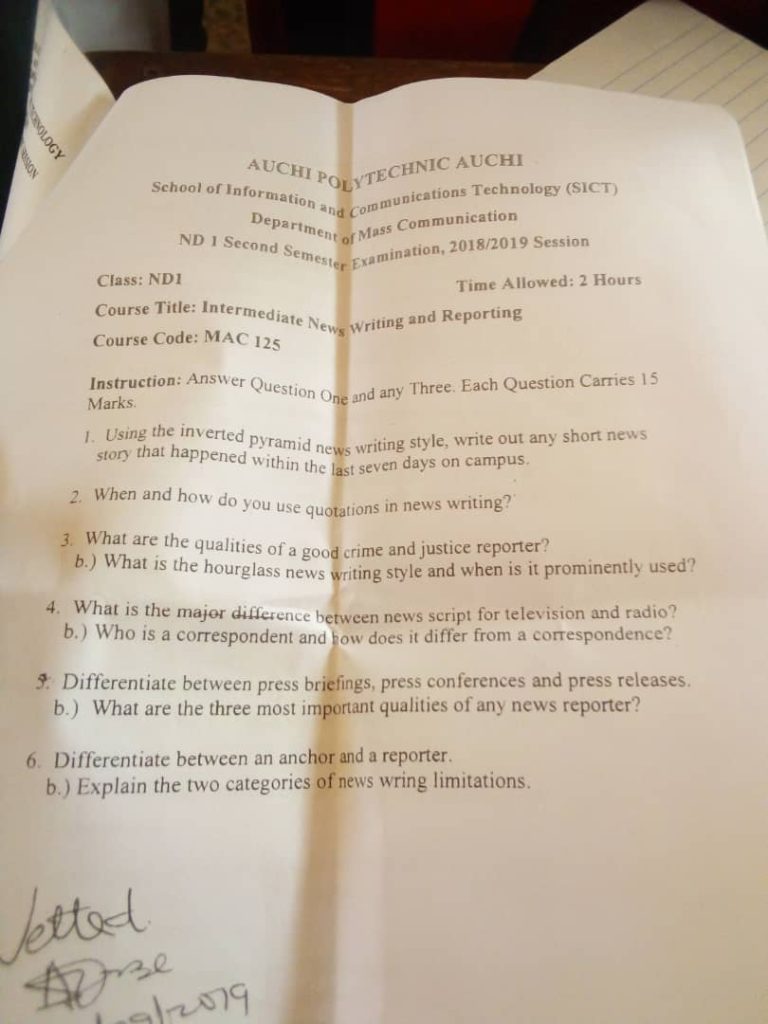 CHNOLOGY
AUCHI POLYTECHNIC AUCHI
School of Information and Communications Technology (SICT)
Department of Mass Communication
ND 1 Second Semester Examination, 2018/2019 Session
Class: ND1 Time Allowed: 2 Hours
Course Title: Intermediate News Writing and Reporting
Course Code: MAC 125
Instruction: Answer Question One and any Three. Each Question Carries 15
Marks.
1. Using the inverted pyramid news writing style, write out any short news
story that happened within the last seven days on campus.
2. When and how do you use quotations in news writing?
3. What are the qualities of a good crime and justice reporter?
b.) What is the hourglass news writing style and when is it prominently used?
4. What is the major difference between news script for television and radio?
b.) Who is a correspondent and how does it differ from a correspondence?
5. Differentiate between press briefings, press conferences and press releases.
b.) What are the three most important qualities of any news reporter?
6. Differentiate between an anchor and a reporter.
b.) Explain the two categories of news wring limitations.
Vetted
2019